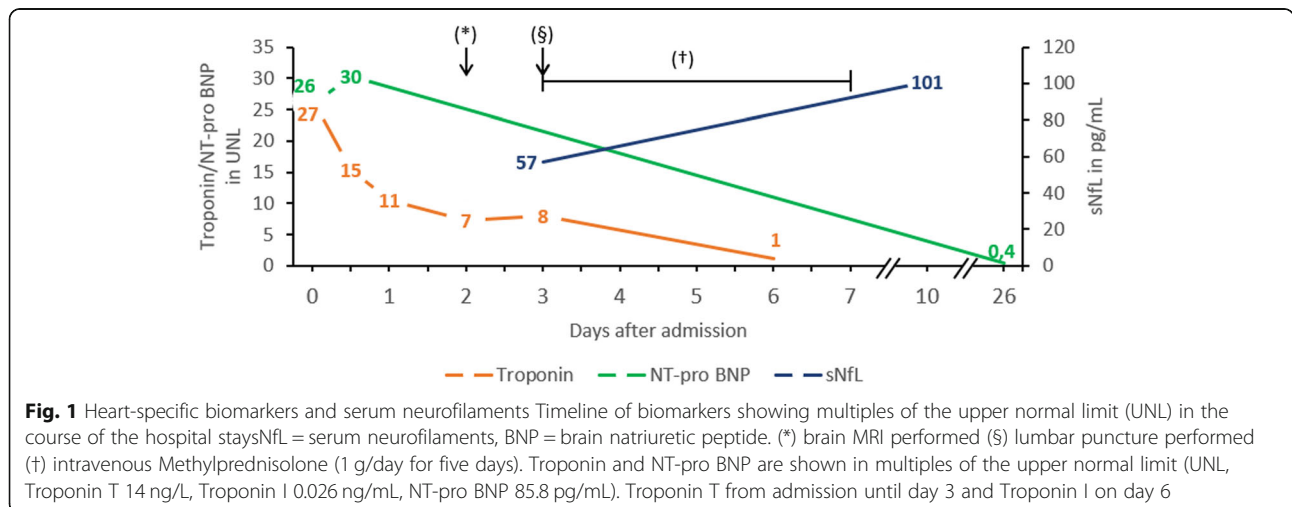 (*) (§)
35 120
30 100
25 80
20
15 60
10 40
5 20
0 0
Troponin/NT-pro BNP
in UNL
sNfL in pg/mL
(†)
26 30
27
15
11
7 8
1
57
101
0,4
0 1 2 3 4 5 6 7 10 26
Days after admission
Troponin NT-pro BNP sNfL
Fig. 1 Heart-specific biomarkers and serum neurofilaments Timeline of biomarkers showing multiples of the upper normal limit (UNL) in the
course of the hospital staysNfL = serum neurofilaments, BNP = brain natriuretic peptide. (*) brain MRI performed (§) lumbar puncture performed
(†) intravenous Methylprednisolone (1 g/day for five days). Troponin and NT-pro BNP are shown in multiples of the upper normal limit (UNL,
Troponin T 14 ng/L, Troponin I 0.026 ng/mL, NT-pro BNP 85.8 pg/mL). Troponin T from admission until day 3 and Troponin I on day 6